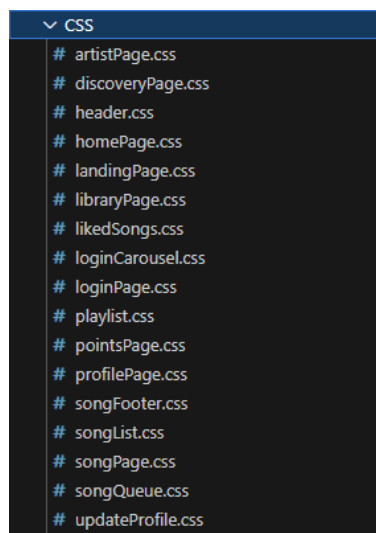 CSS
# artistPage.css
# discoveryPage.css
# header.css
# homePage.css
# landingPage.css
# libraryPage.css
# likedSongs.css
# loginCarousel.css
# loginPage.css
# playlist.css
# pointsPage.css
# profilePage.css
# songFooter.css
# songList.css
# songPage.css
# songQueue.css
# updateProfile.css